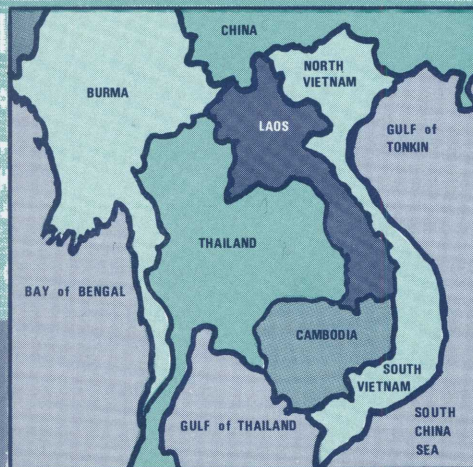 CHINA
NORTH
VIETNAM
BURMA
LAOS
GULF of
TONKIN
THAILAND
BAY of BENGAL
CAMBODIA
SOUTH
VIETNAM
GULF of THAILAND
SOUTH
CHINA
SEA